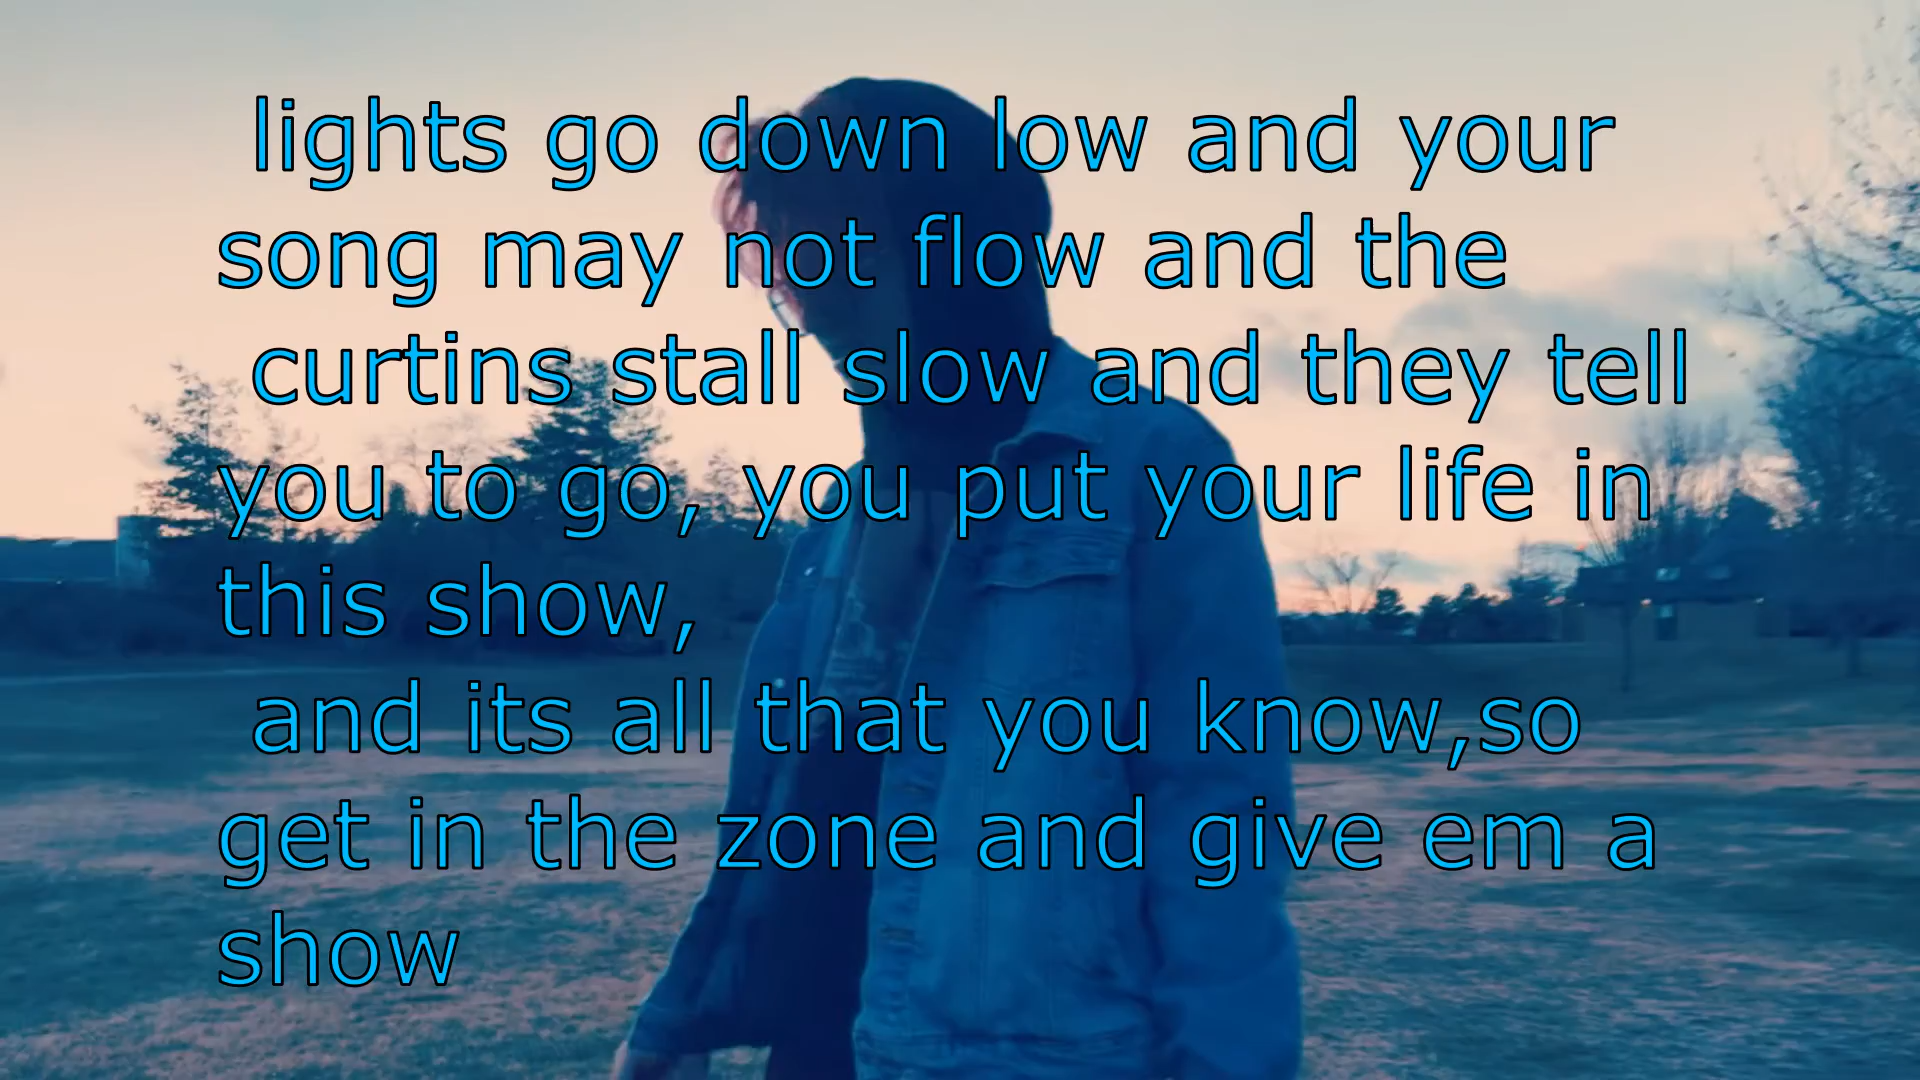 lights go down low and your
song may not flow and the
curtins stall slow and they tell
you to go, you put your life in
this show,
and its all that you know,so
get in the zone and give em a
show